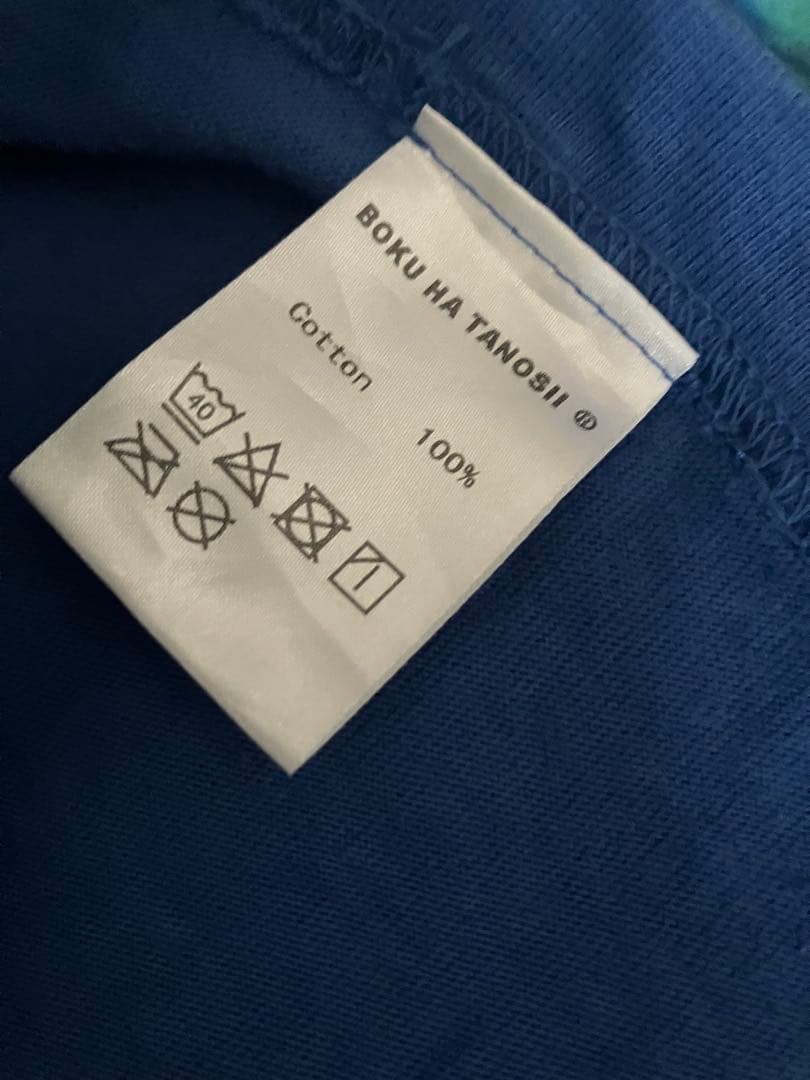 BOKU HA TANOSII ®
Cotton 100%
40